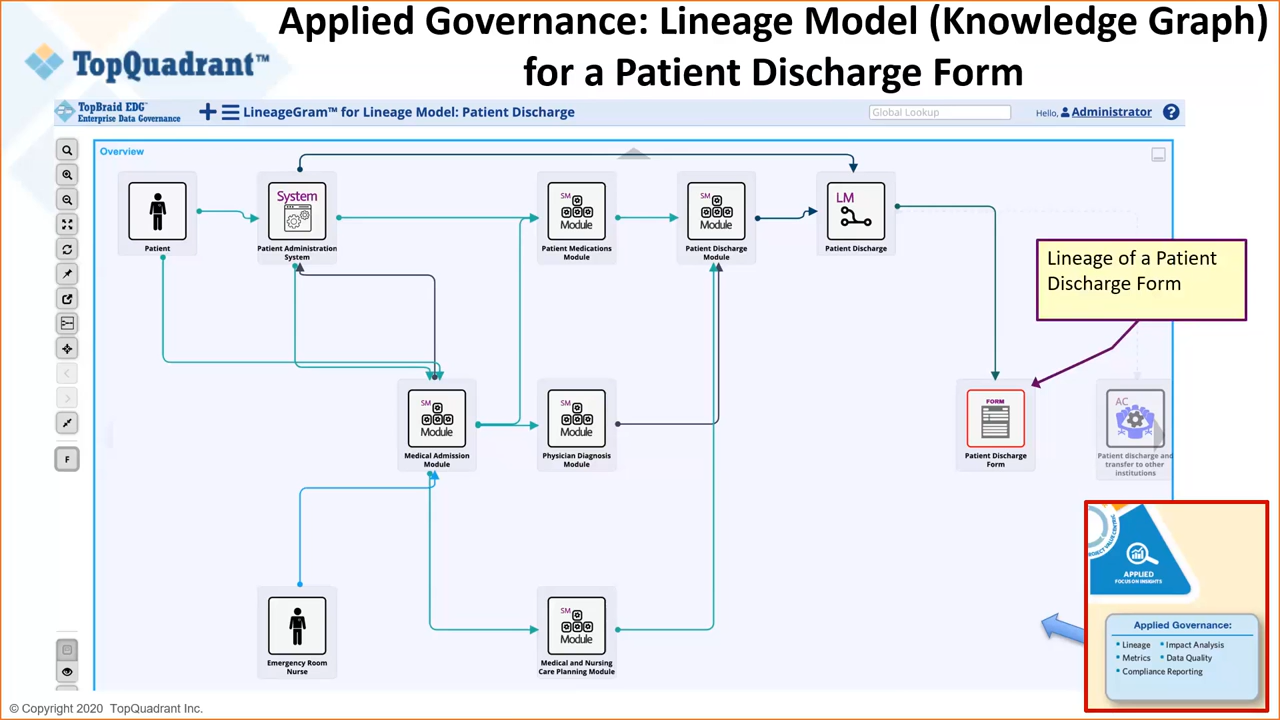 Applied Governance: Lineage Model (Knowledge Graph)
for a Patient Discharge Form
TopQuadrant™
TopBraid EDG™
Enterprise Data Governance
LineageGram™ for Lineage Model: Patient Discharge
Global Lookup
Hello, Administrator
?
Overview
Patient
System
Patient Administration
System
SM
Module
Patient Medications
Module
SM
Module
Patient Discharge
Module
LM
Patient Discharge
Lineage of a Patient
Discharge Form
SM
Module
Medical Admission
Module
SM
Module
Physician Diagnosis
Module
FORM
Patient Discharge
Form
AC
Patient discharge and
transfer to other
institutions
F
Emergency Room
Nurse
SM
Module
Medical and Nursing
Care Planning Module
APPLIED
FOCUS ON INSIGHTS
Applied Governance:
• Lineage • Impact Analysis
• Metrics • Data Quality
• Compliance Reporting
© Copyright 2020 TopQuadrant Inc.